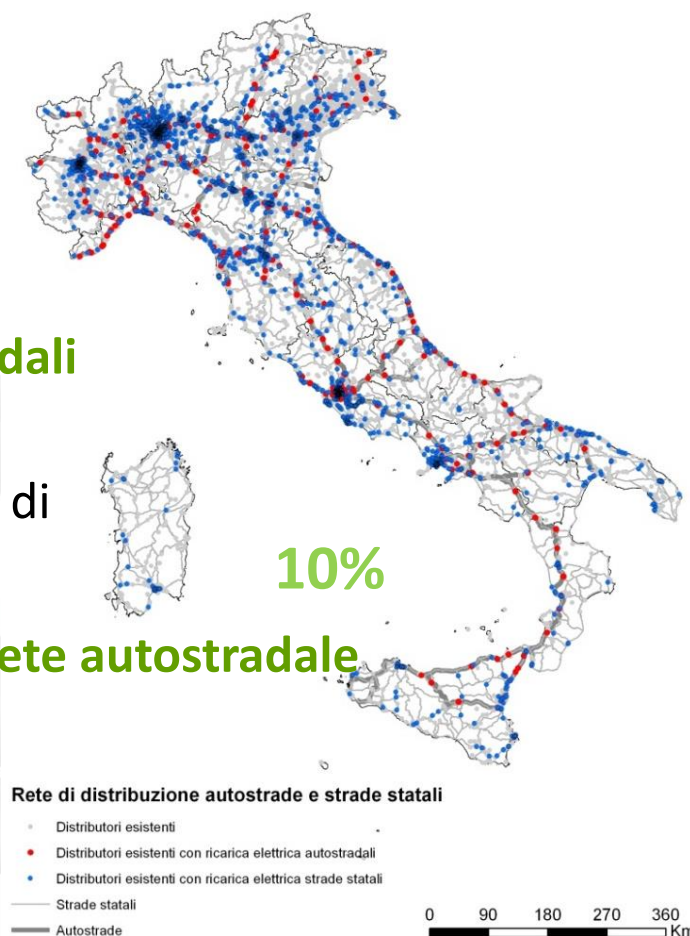 dali
di
10%
ete autostradale
Rete di distribuzione autostrade e strade statali
Distributori esistenti
Distributori esistenti con ricarica elettrica autostradali
Distributori esistenti con ricarica elettrica strade statali
Strade statali
Autostrade
0 90 180 270 360
Km